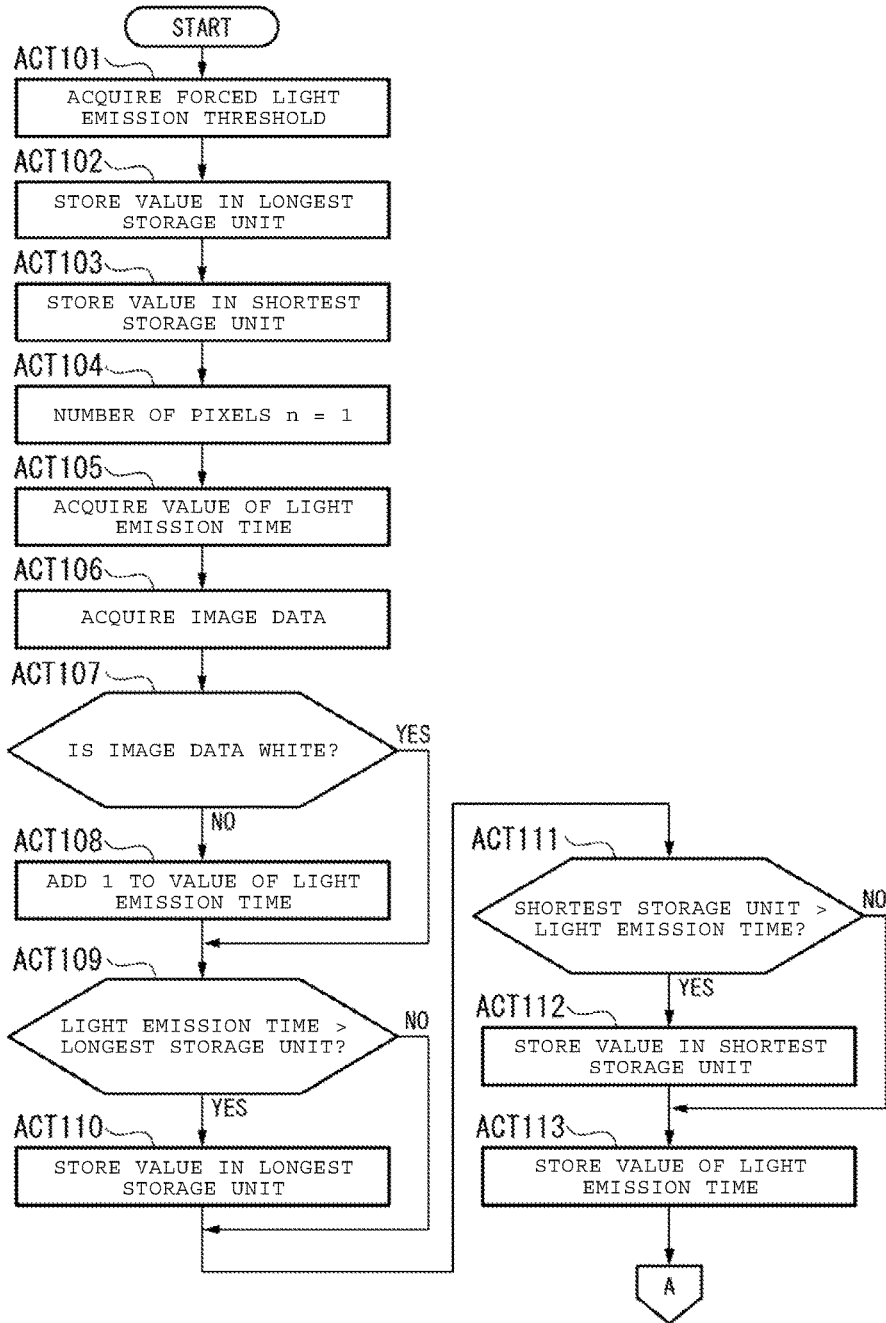 START
ACT101
ACQUIRE FORCED LIGHT
EMISSION THRESHOLD
ACT102
STORE VALUE IN LONGEST
STORAGE UNIT
ACT103
STORE VALUE IN SHORTEST
STORAGE UNIT
ACT104
NUMBER OF PIXELS n = 1
ACT105
ACQUIRE VALUE OF LIGHT
EMISSION TIME
ACT106
ACQUIRE IMAGE DATA
ACT107
IS IMAGE DATA WHITE?
YES
NO
ACT108
ADD 1 TO VALUE OF LIGHT
EMISSION TIME
ACT109
LIGHT EMISSION TIME >
LONGEST STORAGE UNIT?
NO
YES
ACT110
STORE VALUE IN LONGEST
STORAGE UNIT
ACT111
SHORTEST STORAGE UNIT >
LIGHT EMISSION TIME?
NO
YES
ACT112
STORE VALUE IN SHORTEST
STORAGE UNIT
ACT113
STORE VALUE OF LIGHT
EMISSION TIME
A